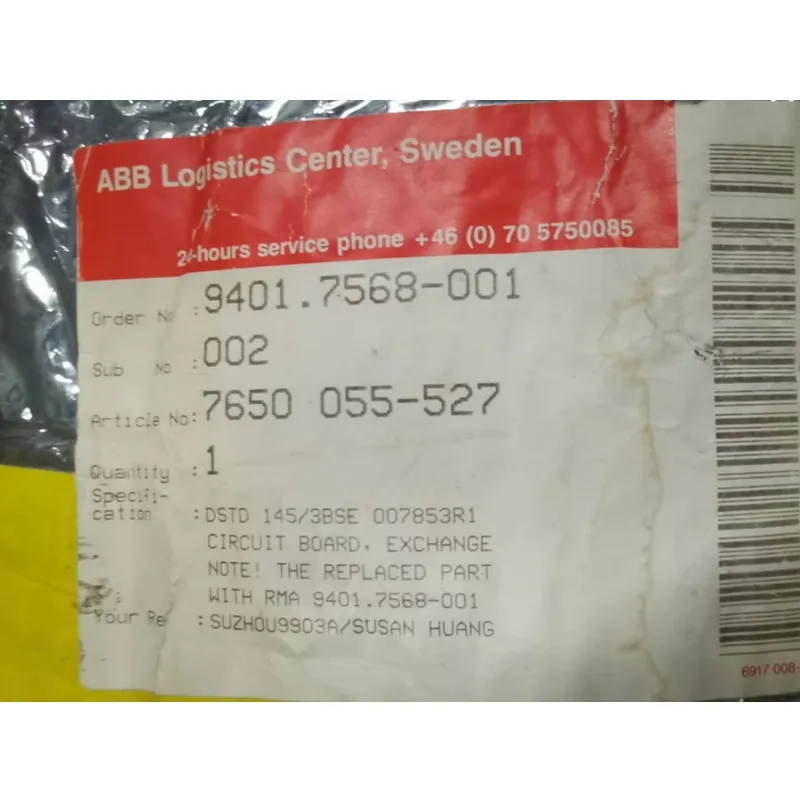 ABB Logistics Center, Sweden
24-hours service phone +46 (0) 70 5750085
Order No :9401.7568-001
Sub No :002
Article No:7650 055-527
Quantity :1
Specifi-
cation :DSTD 145/3BSE 007853R1
CIRCUIT BOARD, EXCHANGE
NOTE! THE REPLACED PART
WITH RMA 9401.7568-001
Your Re :SUZHOU9903A/SUSAN HUANG
6917 008-